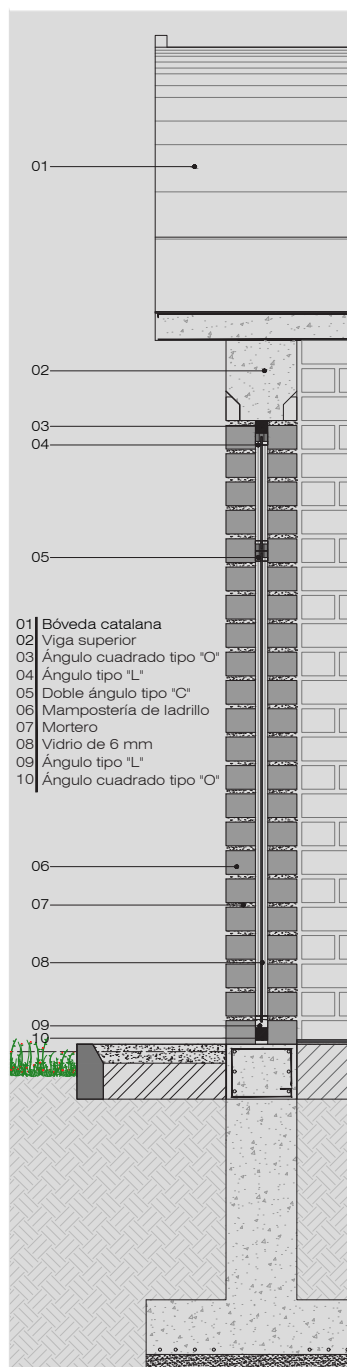 01
02
03
04
05
01 Bóveda catalana
02 Viga superior
03 Ángulo cuadrado tipo "O"
04 Ángulo tipo "L"
05 Doble ángulo tipo "C"
06 Mampostería de ladrillo
07 Mortero
08 Vidrio de 6 mm
09 Ángulo tipo "L"
10 Ángulo cuadrado tipo "O"
06
07
08
09
10